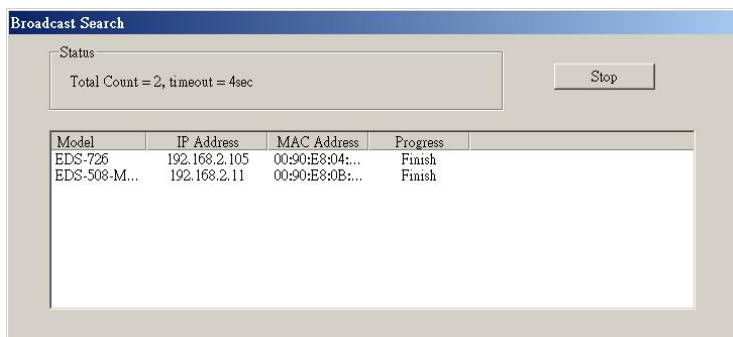 Broadcast Search
Status
Total Count = 2, timeout = 4sec
Stop
Model IP Address MAC Address Progress
EDS-726 192.168.2.105 00:90:E8:04:... Finish
EDS-508-M... 192.168.2.11 00:90:E8:0B:... Finish